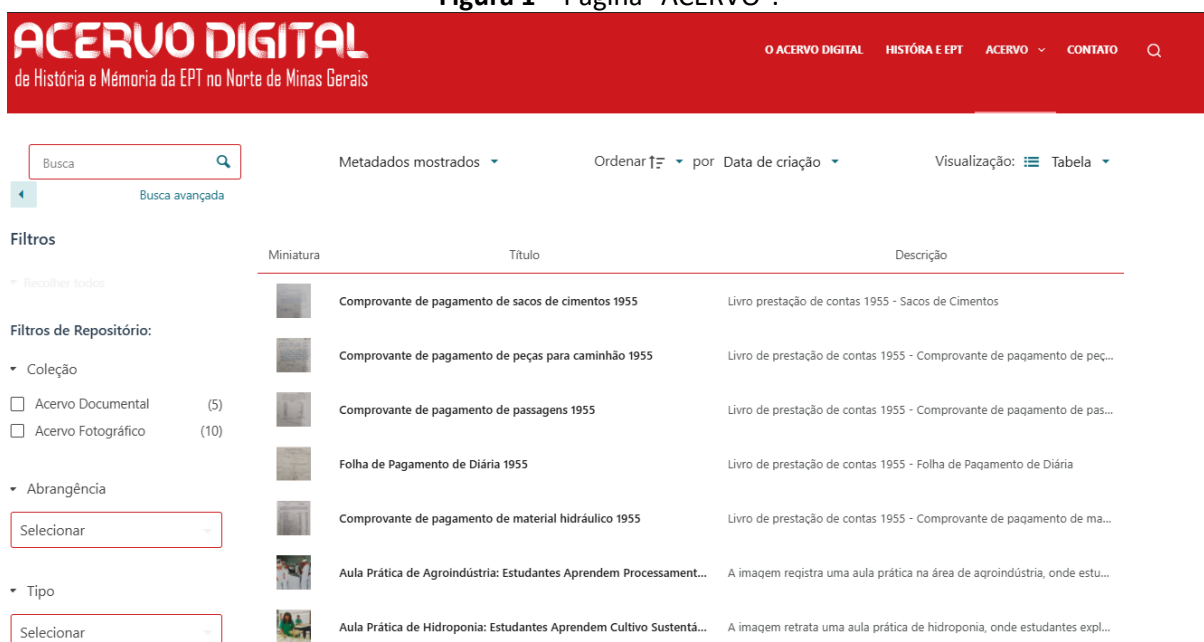 Figura 1 – Página "ACERVO".
ACERVO DIGITAL
de História e Mémoria da EPT no Norte de Minas Gerais
O ACERVO DIGITAL HISTÓRA E EPT ACERVO CONTATO
Busca
Busca avançada
Metadados mostrados Ordenar por Data de criação Visualização: Tabela
Filtros
Recolher todos
Filtros de Repositório:
Coleção
Acervo Documental (5)
Acervo Fotográfico (10)
Abrangência
Selecionar
Tipo
Selecionar
Miniatura Título Descrição
Comprovante de pagamento de sacos de cimentos 1955 Livro prestação de contas 1955 - Sacos de Cimentos
Comprovante de pagamento de peças para caminhão 1955 Livro de prestação de contas 1955 - Comprovante de pagamento de peç...
Comprovante de pagamento de passagens 1955 Livro de prestação de contas 1955 - Comprovante de pagamento de pas...
Folha de Pagamento de Diária 1955 Livro de prestação de contas 1955 - Folha de Pagamento de Diária
Comprovante de pagamento de material hidráulico 1955 Livro de prestação de contas 1955 - Comprovante de pagamento de ma...
Aula Prática de Agroindústria: Estudantes Aprendem Processament... A imagem registra uma aula prática na área de agroindústria, onde estu...
Aula Prática de Hidroponia: Estudantes Aprendem Cultivo Sustentá... A imagem retrata uma aula prática de hidroponia, onde estudantes expl...